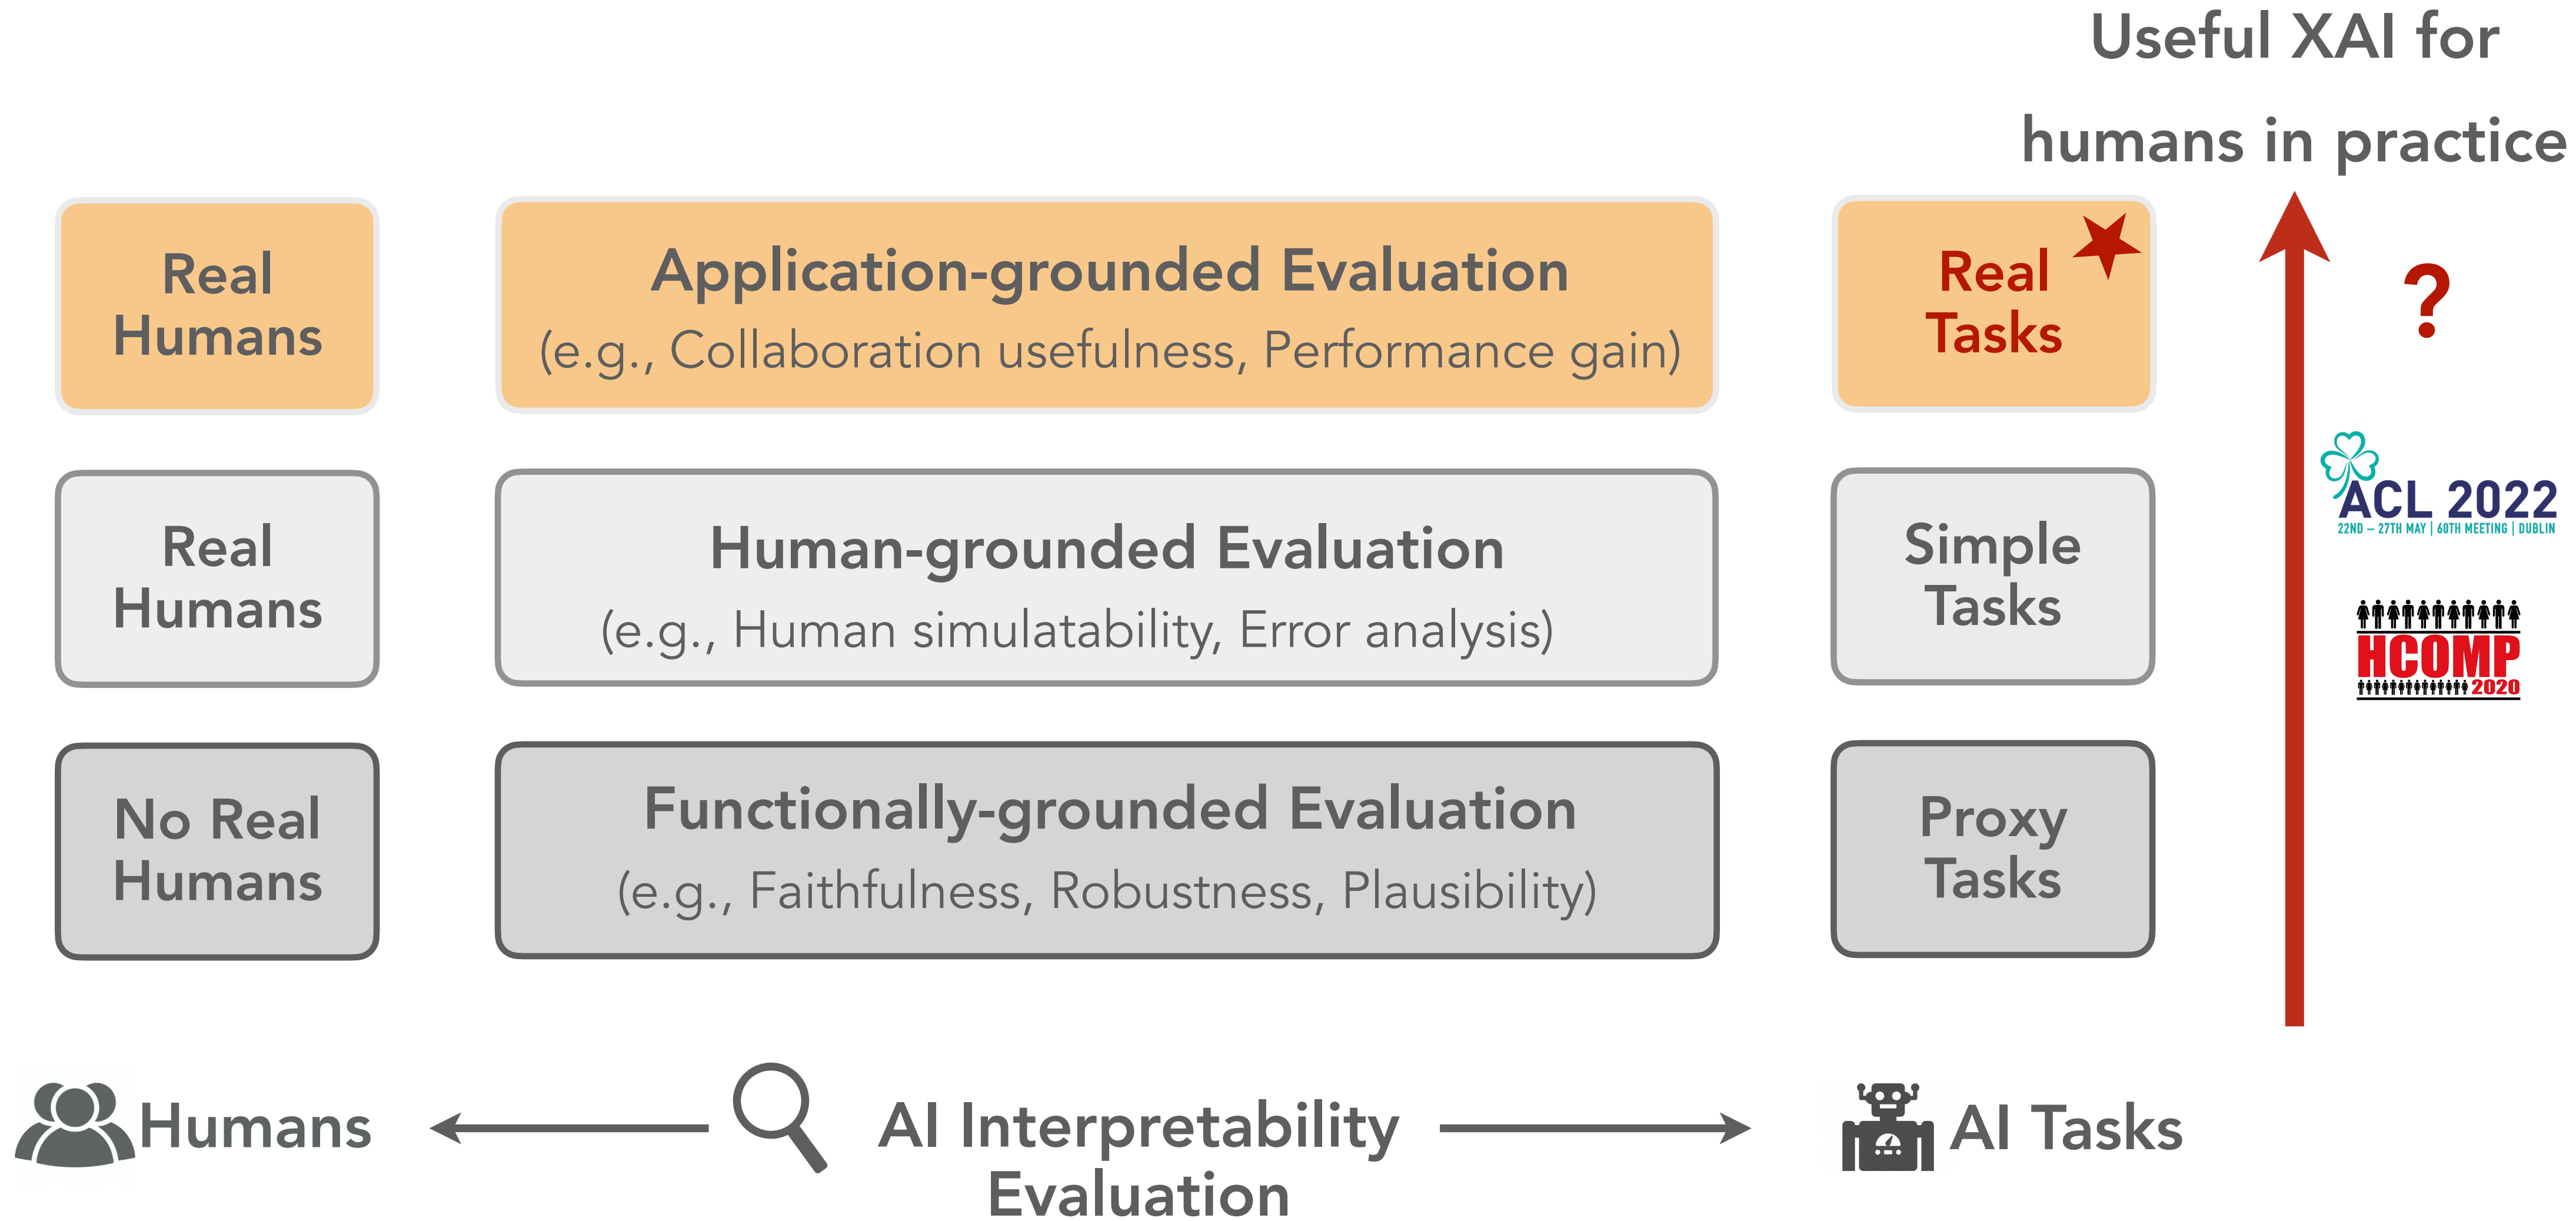 Useful XAI for
humans in practice
Real
Humans
Application-grounded Evaluation
(e.g., Collaboration usefulness, Performance gain)
Real
Tasks
?
Real
Humans
Human-grounded Evaluation
(e.g., Human simulatability, Error analysis)
Simple
Tasks
ACL 2022
22ND – 27TH MAY | 60TH MEETING | DUBLIN
HCOMP
2020
No Real
Humans
Functionally-grounded Evaluation
(e.g., Faithfulness, Robustness, Plausibility)
Proxy
Tasks
Humans
AI Interpretability
Evaluation
AI Tasks